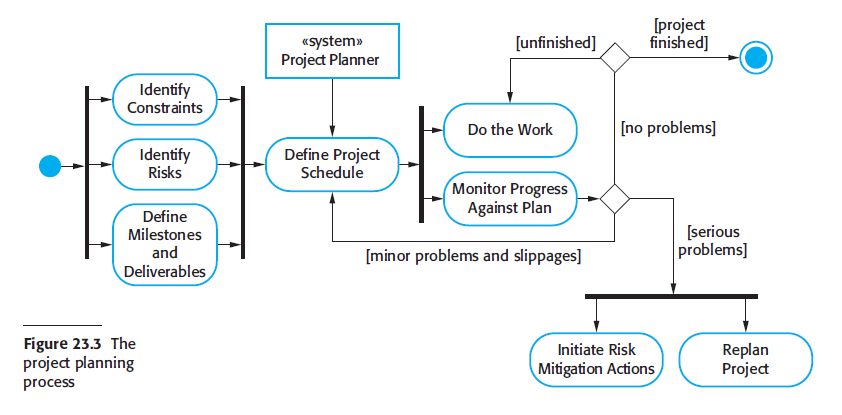 [project
finished]
[unfinished]
«system»
Project Planner
Identify
Constraints
Do the Work
[no problems]
Identify
Risks
Define Project
Schedule
Monitor Progress
Against Plan
Define
Milestones
and
Deliverables
[minor problems and slippages]
[serious
problems]
Figure 23.3 The
project planning
process
Initiate Risk
Mitigation Actions
Replan
Project